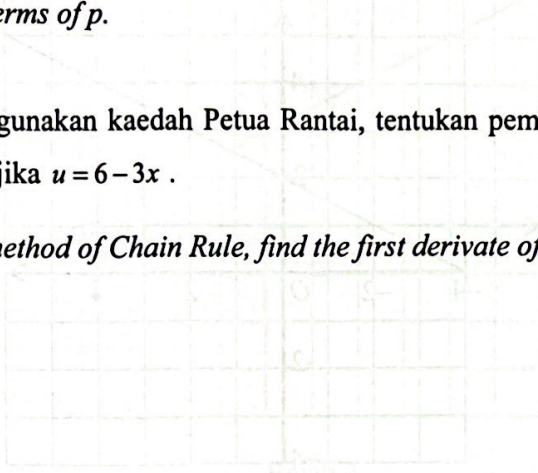 erms of p.
gunakan kaedah Petua Rantai, tentukan pem
jika u = 6 – 3x .
ethod of Chain Rule, find the first derivate of